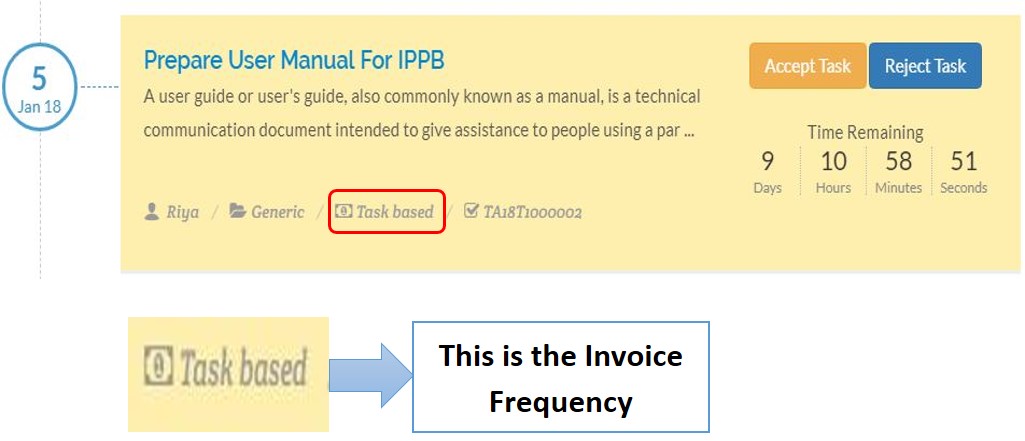 5
Jan 18
Prepare User Manual For IPPB
A user guide or user's guide, also commonly known as a manual, is a technical
communication document intended to give assistance to people using a par ...
Riya / Generic / Task based / TA18T1000002
Accept Task Reject Task
Time Remaining
9 10 58 51
Days Hours Minutes Seconds
Task based
This is the Invoice
Frequency